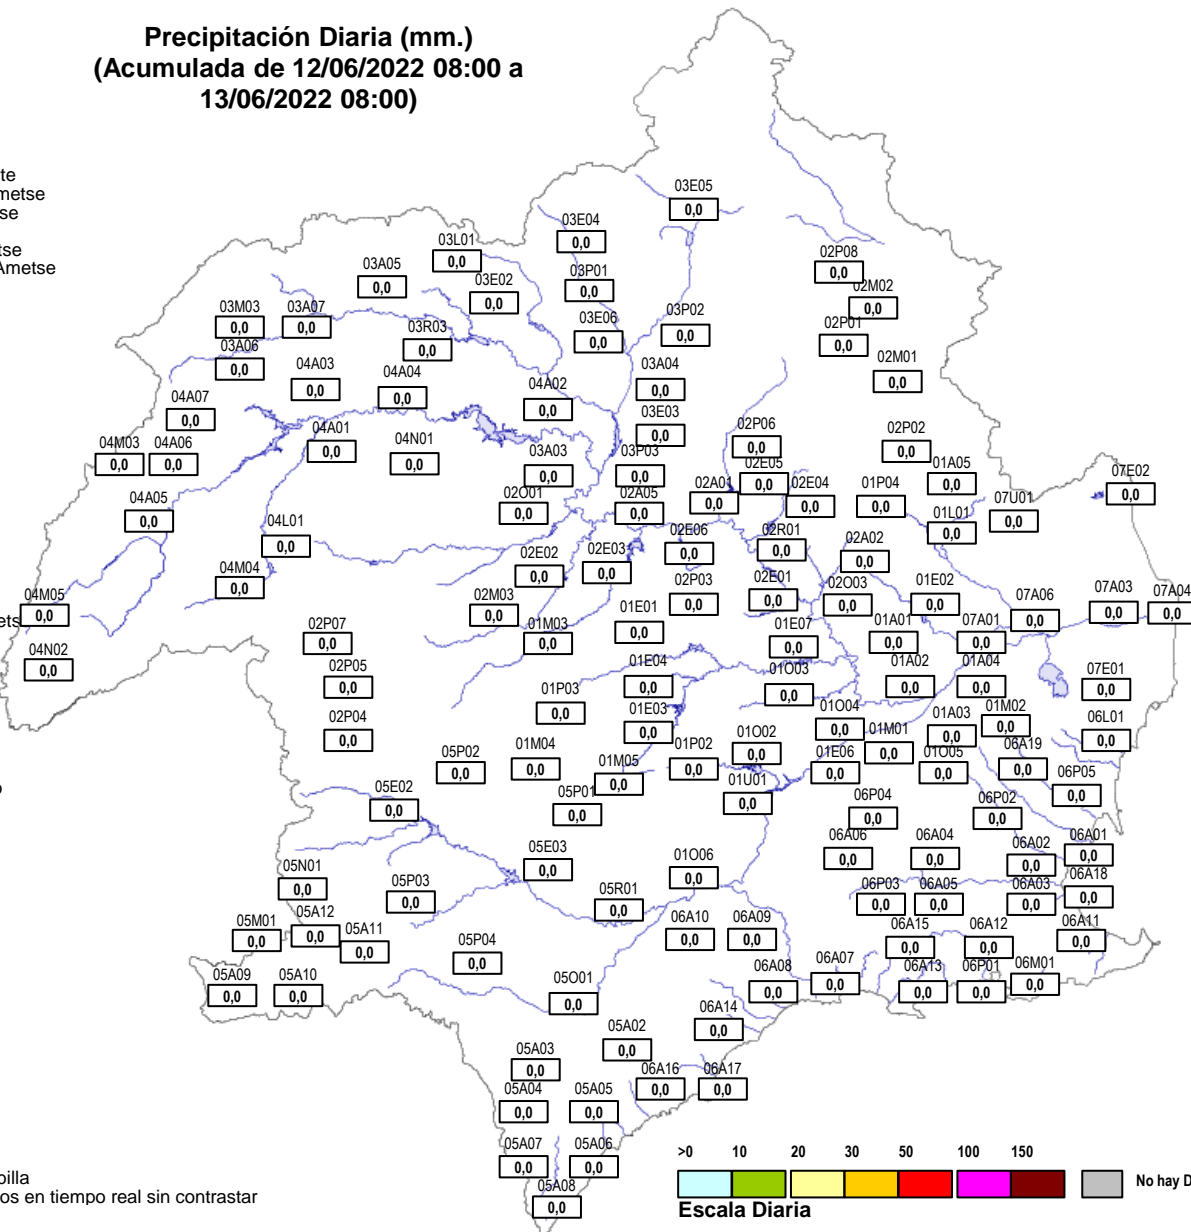 Precipitación Diaria (mm.)
(Acumulada de 12/06/2022 08:00 a
13/06/2022 08:00)
te
metse
se
tse
Ametse
03E05
0,0
03E04
0,0
03L01
0,0
02P08
0,0
03A05
0,0
03E02
0,0
03P01
0,0
02M02
0,0
03M03
0,0
03A07
0,0
03R03
0,0
03E06
0,0
03P02
0,0
02P01
0,0
03A06
0,0
04A03
0,0
04A04
0,0
04A02
0,0
03A04
0,0
02M01
0,0
04A07
0,0
03E03
0,0
04M03
0,0
04A06
0,0
04A01
0,0
04N01
0,0
03A03
0,0
03P03
0,0
02P06
0,0
02P02
0,0
02E05
0,0
01A05
0,0
07E02
0,0
04A05
0,0
02O01
0,0
02A05
0,0
02A01
0,0
02E04
0,0
01P04
0,0
07U01
0,0
04L01
0,0
01L01
0,0
02E02
0,0
02E03
0,0
02E06
0,0
02R01
0,0
02A02
0,0
04M04
0,0
02P03
0,0
02E01
0,0
02O03
0,0
01E02
0,0
07A03
0,0
07A04
0,0
04M05
0,0
ets
02M03
0,0
01E01
0,0
07A06
0,0
02P07
0,0
01M03
0,0
01E07
0,0
01A01
0,0
07A01
0,0
04N02
0,0
02P05
0,0
01E04
0,0
01O03
0,0
01A02
0,0
01A04
0,0
07E01
0,0
01P03
0,0
01E03
0,0
01O04
0,0
01A03
0,0
01M02
0,0
06L01
0,0
02P04
0,0
05P02
0,0
01M04
0,0
01M05
0,0
01P02
0,0
01O02
0,0
01E06
0,0
01M01
0,0
01O05
0,0
06A19
0,0
06P05
0,0
o
05E02
0,0
05P01
0,0
01U01
0,0
06P04
0,0
06P02
0,0
05E03
0,0
01O06
0,0
06A06
0,0
06A04
0,0
06A02
0,0
06A01
0,0
05N01
0,0
05P03
0,0
05R01
0,0
06P03
0,0
06A05
0,0
06A03
0,0
06A18
0,0
05M01
0,0
05A12
0,0
05A11
0,0
05P04
0,0
06A10
0,0
06A09
0,0
06A15
0,0
06A12
0,0
06A11
0,0
05A09
0,0
05A10
0,0
05O01
0,0
06A08
0,0
06A07
0,0
06A13
0,0
06P01
0,0
06M01
0,0
05A02
0,0
06A14
0,0
05A03
0,0
06A16
0,0
06A17
0,0
05A04
0,0
05A05
0,0
05A07
0,0
05A06
0,0
05A08
0,0
pilla
os en tiempo real sin contrastar
>0 10 20 30 50 100 150
No hay D
Escala Diaria